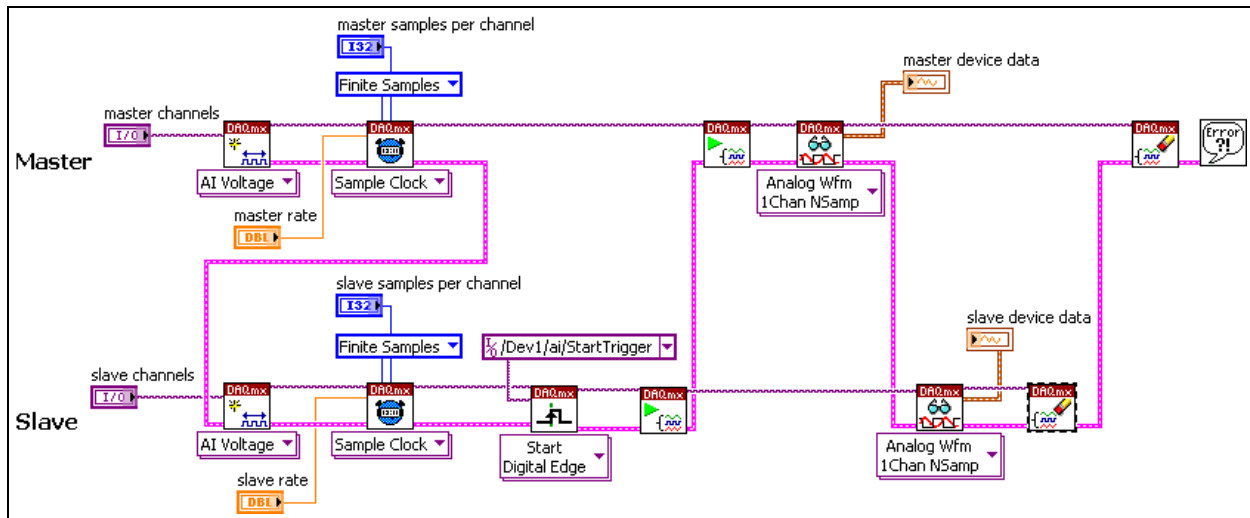 master samples per channel
I32
Finite Samples
master device data
master channels
I/O
DAQmx
DAQmx
DAQmx
DAQmx
DAQmx
Error
?!
Master
AI Voltage
Sample Clock
Analog Wfm
1Chan NSamp
master rate
DBL
slave samples per channel
I32
Finite Samples
I/O /Dev1/ai/StartTrigger
slave device data
slave channels
I/O
DAQmx
DAQmx
DAQmx
DAQmx
DAQmx
DAQmx
Slave
AI Voltage
Sample Clock
Start
Digital Edge
Analog Wfm
1Chan NSamp
slave rate
DBL